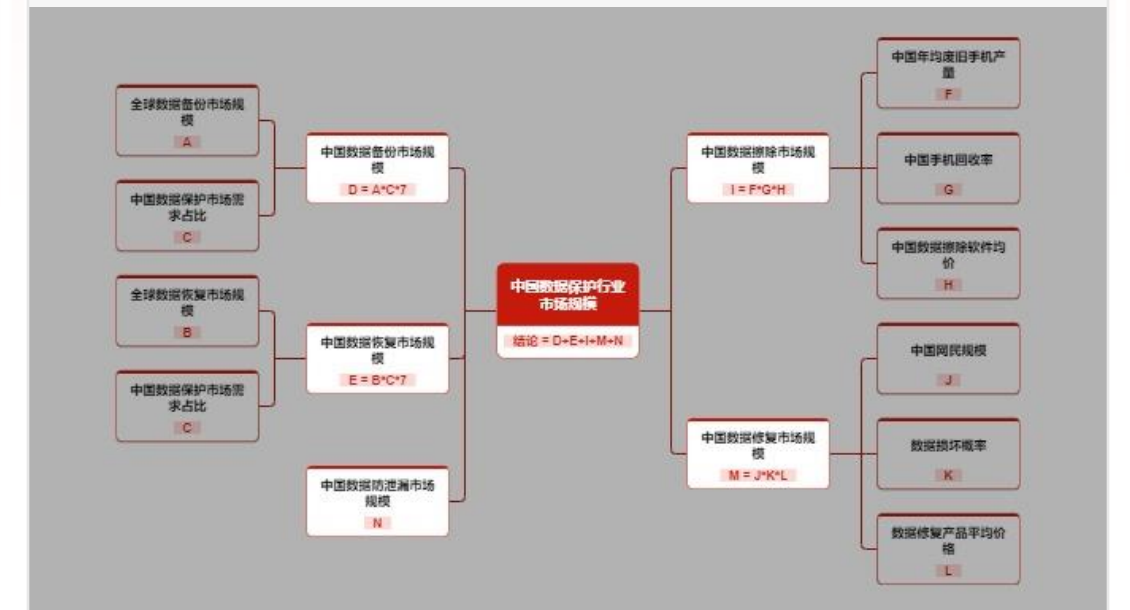 全球数据备份市场规
模
A
中国数据保护市场需
求占比
C
全球数据恢复市场规
模
B
中国数据保护市场需
求占比
C
中国数据备份市场规
模
D = A*C*7
中国数据恢复市场规
模
E = B*C*7
中国数据防泄漏市场
规模
N
中国数据保护行业
市场规模
结论 = D+E+I+M+N
中国数据擦除市场规
模
I = F*G*H
中国数据修复市场规
模
M = J*K*L
中国年均废旧手机产
量
F
中国手机回收率
G
中国数据擦除软件均
价
H
中国网民规模
J
数据损坏概率
K
数据修复产品平均价
格
L